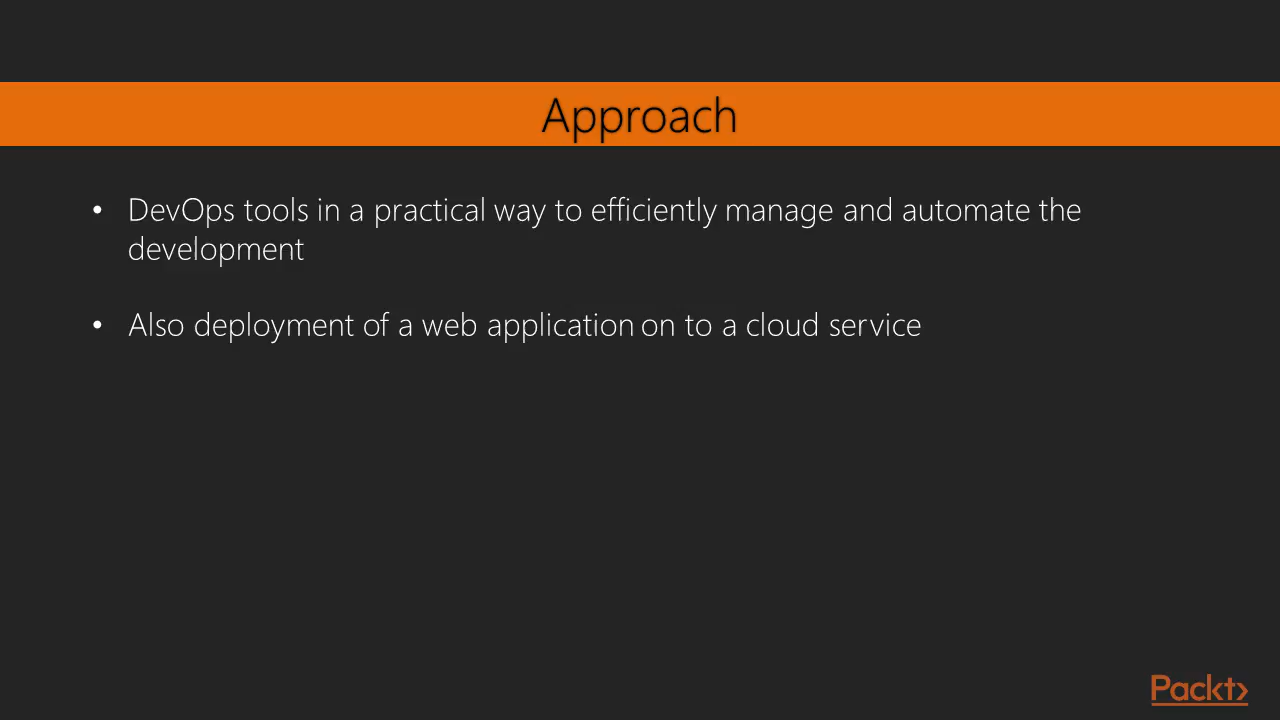 Approach
• DevOps tools in a practical way to efficiently manage and automate the
development
• Also deployment of a web application on to a cloud service
Packt>